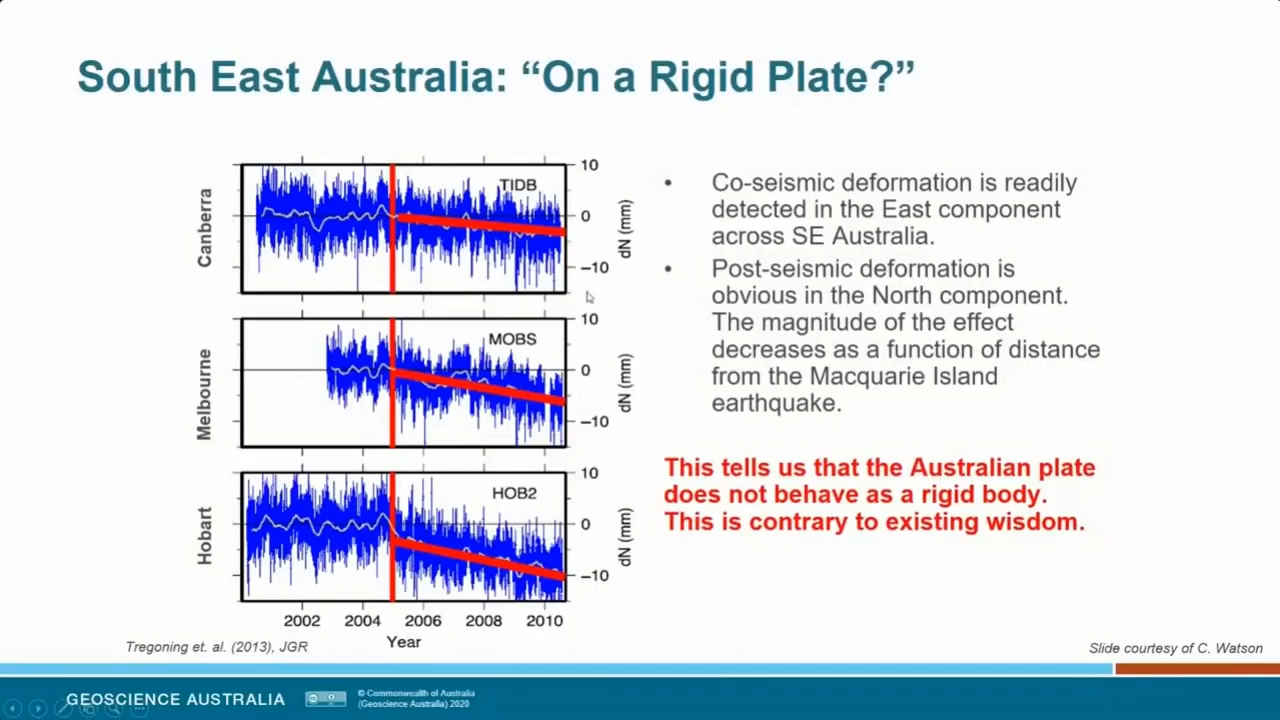 South East Australia: “On a Rigid Plate?”
Canberra
TIDB
10
0
−10
dN (mm)
Melbourne
MOBS
10
0
−10
dN (mm)
Hobart
HOB2
10
0
−10
dN (mm)
2002 2004 2006 2008 2010
Year
• Co-seismic deformation is readily
detected in the East component
across SE Australia.
• Post-seismic deformation is
obvious in the North component.
The magnitude of the effect
decreases as a function of distance
from the Macquarie Island
earthquake.
This tells us that the Australian plate
does not behave as a rigid body.
This is contrary to existing wisdom.
Tregoning et. al. (2013), JGR
Slide courtesy of C. Watson
GEOSCIENCE AUSTRALIA
© Commonwealth of Australia
(Geoscience Australia) 2020